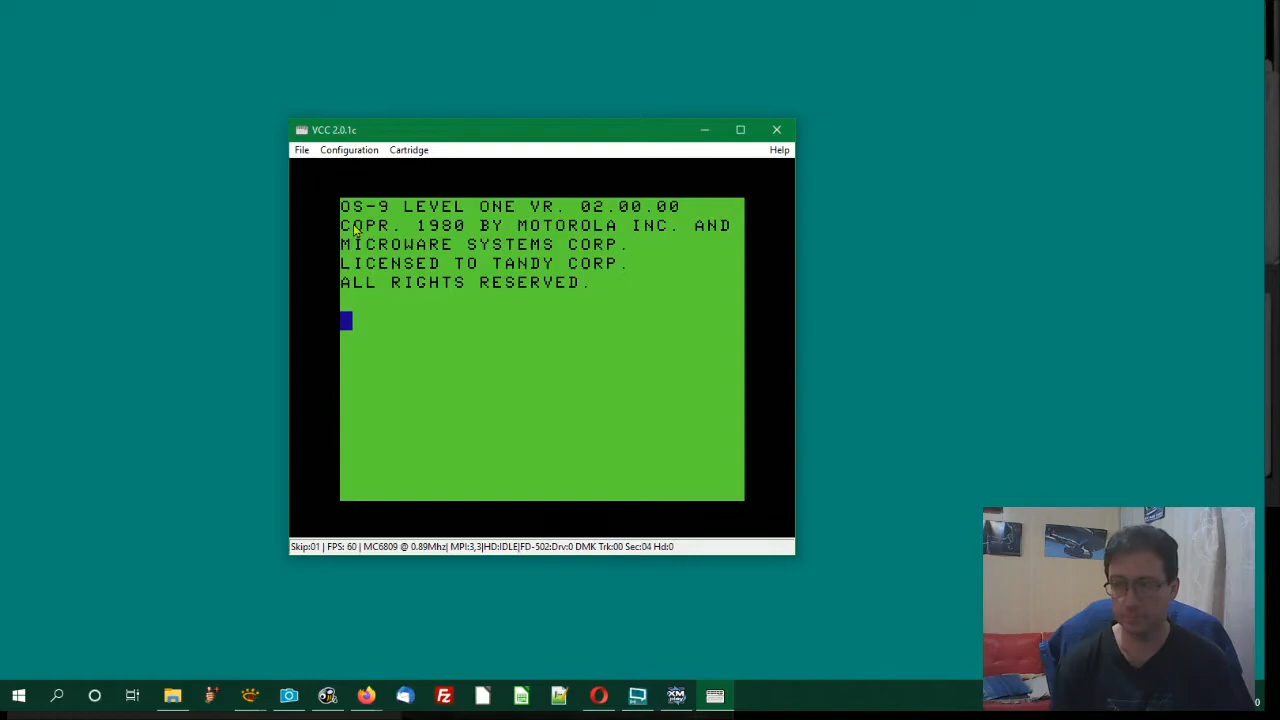 VCC 2.0.1c
File Configuration Cartridge Help
OS-9 LEVEL ONE VR. 02.00.00
COPR. 1980 BY MOTOROLA INC. AND
MICROWARE SYSTEMS CORP.
LICENSED TO TANDY CORP.
ALL RIGHTS RESERVED.
Skip:01 | FPS: 60 | MC6809 @ 0.89Mhz| MPI:3,3|HD:IDLE|FD-502:Drv:0 DMK Trk:00 Sec:04 Hd:0
XM